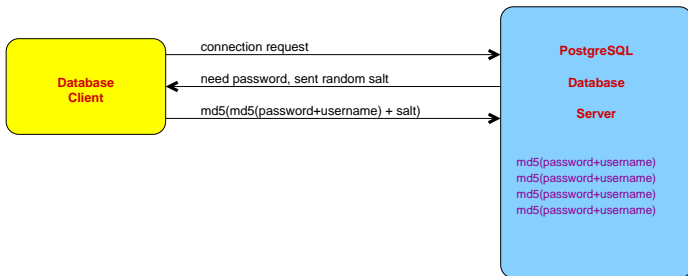 Database
Client
connection request
need password, sent random salt
md5(md5(password+username) + salt)
PostgreSQL
Database
Server
md5(password+username)
md5(password+username)
md5(password+username)
md5(password+username)